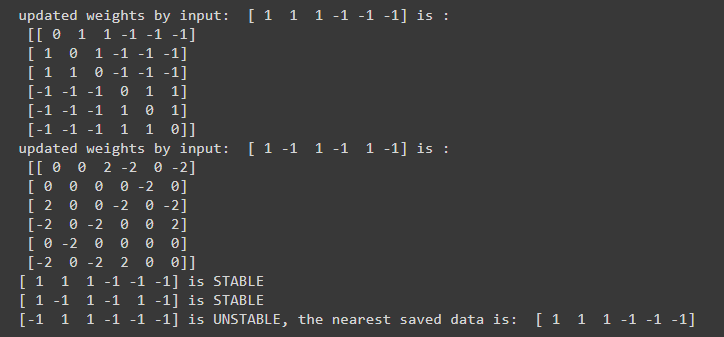 updated weights by input:  [ 1  1  1 -1 -1 -1] is :
 [[ 0  1  1 -1 -1 -1]
 [ 1  0  1 -1 -1 -1]
 [ 1  1  0 -1 -1 -1]
 [-1 -1 -1  0  1  1]
 [-1 -1 -1  1  0  1]
 [-1 -1 -1  1  1  0]]
updated weights by input:  [ 1 -1  1 -1  1 -1] is :
 [[ 0  0  2 -2  0 -2]
 [ 0  0  0  0 -2  0]
 [ 2  0  0 -2  0 -2]
 [-2  0 -2  0  0  2]
 [ 0 -2  0  0  0  0]
 [-2  0 -2  2  0  0]]
[ 1  1  1 -1 -1 -1] is STABLE
[ 1 -1  1 -1  1 -1] is STABLE
[-1  1  1 -1 -1 -1] is UNSTABLE, the nearest saved data is:  [ 1  1  1 -1 -1 -1]